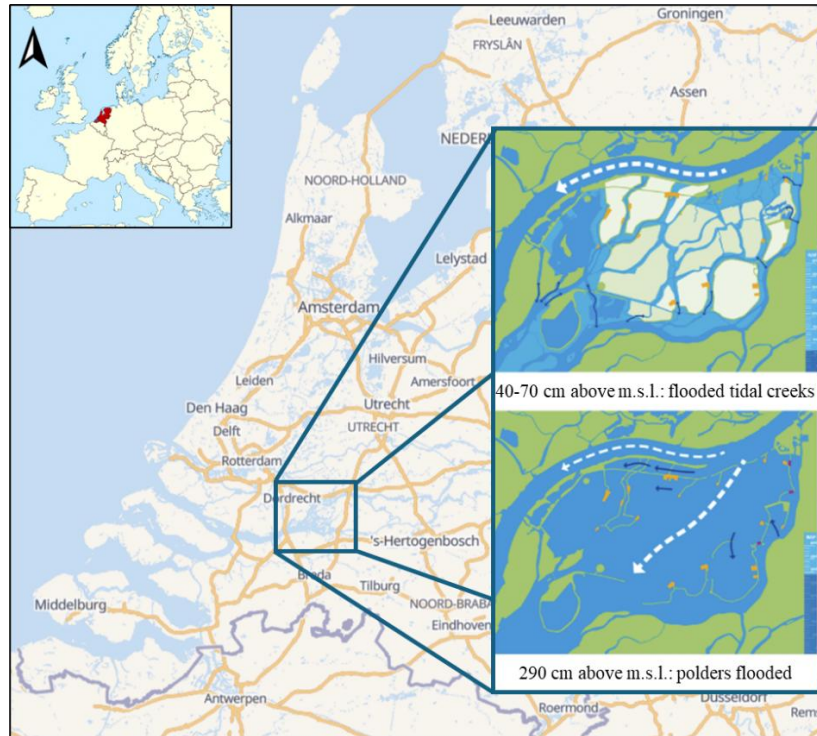 Leeuwarden
FRYSLÂN
Groningen
Assen
NEDER
NOORD-HOLLAND
Alkmaar
Lelystad
Amsterdam
Hilversum
Leiden
Amersfoort
Den Haag
Utrecht
Delft
UTRECHT
Rotterdam
Dordrecht
's-Hertogenbosch
Breda
Tilburg
Middelburg
NOORD-BRABA
Eindhoven
Antwerpen
Roermond
Düsseldorf
Rems
40-70 cm above m.s.l.: flooded tidal creeks
290 cm above m.s.l.: polders flooded